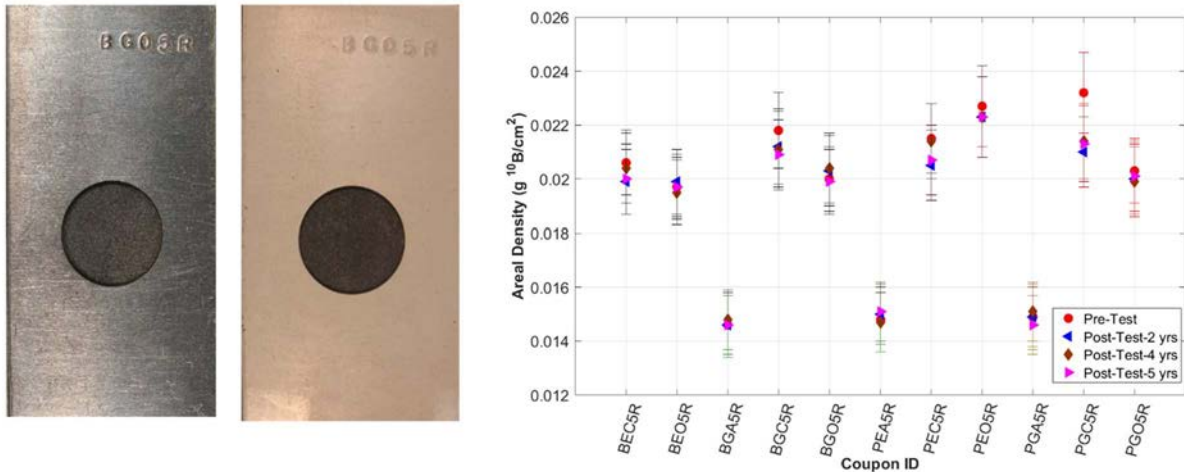 BG05R
BG05R
Areal Density (g ¹⁰B/cm²)
0.026
0.024
0.022
0.02
0.018
0.016
0.014
0.012
Pre-Test
Post-Test-2 yrs
Post-Test-4 yrs
Post-Test-5 yrs
BEC5R
BEO5R
BGA5R
BGC5R
BGO5R
PEA5R
PEC5R
PEO5R
PGA5R
PGC5R
PGO5R
Coupon ID